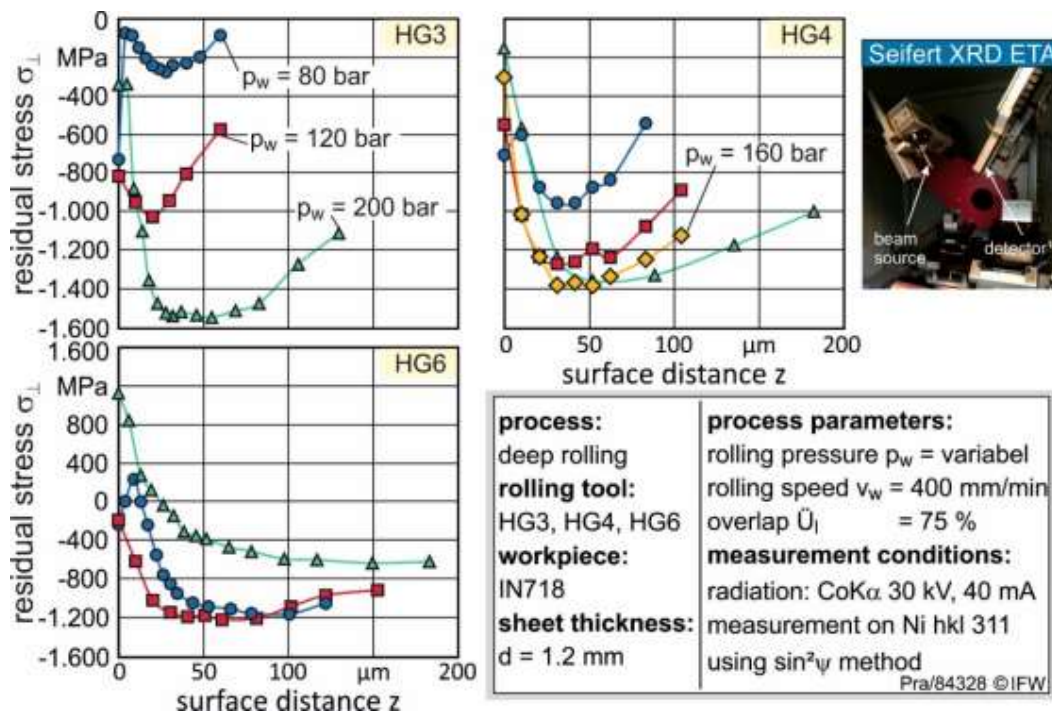 0
MPa
-400
-600
-800
-1.000
-1.200
-1.400
-1.600
residual stress σ⊥
HG3
pw = 80 bar
pw = 120 bar
pw = 200 bar
HG4
pw = 160 bar
0 50 100 μm 200
surface distance z
Seifert XRD ETA
beam source
detector
1.600
MPa
800
400
0
-400
-800
-1.200
-1.600
residual stress σ⊥
HG6
0 50 100 μm 200
surface distance z
process:
deep rolling
rolling tool:
HG3, HG4, HG6
workpiece:
IN718
sheet thickness:
d = 1.2 mm
process parameters:
rolling pressure pw = variabel
rolling speed vw = 400 mm/min
overlap Ül = 75 %
measurement conditions:
radiation: CoKα 30 kV, 40 mA
measurement on Ni hkl 311
using sin²ψ method
Pra/84328 ©IFW